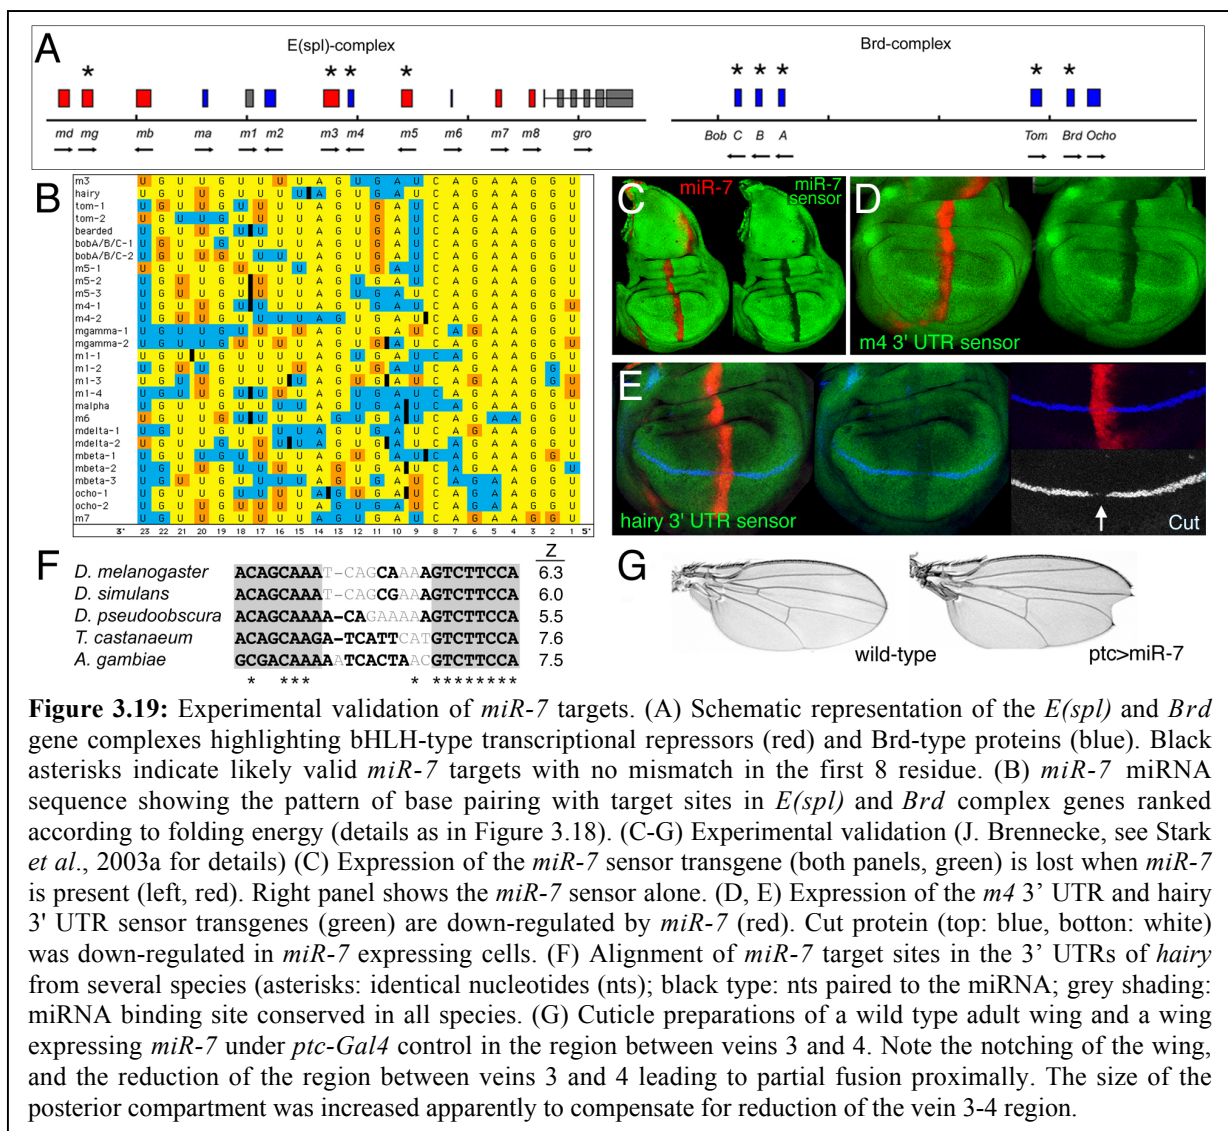 A
E(spl)-complex
Brd-complex
* * * * * * * * *
md mg mb ma m1 m2 m3 m4 m5 m6 m7 m8 gro Bob C B A Tom Brd Ocho
B
m3 U G U U G U U U U A G U G A U C A G A A G G U
hairy U G U U G U U U U A G U G A U C A G A A G G U
tom-1 U G U U G U U U U A G U G A U C A G A A G G U
tom-2 U G U U G U U U U A G U G A U C A G A A G G U
bearded U G U U G U U U U A G U G A U C A G A A G G U
bobA/B/C-1 U G U U G U U U U A G U G A U C A G A A G G U
bobA/B/C-2 U G U U G U U U U A G U G A U C A G A A G G U
m5-1 U G U U G U U U U A G U G A U C A G A A G G U
m5-2 U G U U G U U U U A G U G A U C A G A A G G U
m5-3 U G U U G U U U U A G U G A U C A G A A G G U
m4-1 U G U U G U U U U A G U G A U C A G A A G G U
m4-2 U G U U G U U U U A G U G A U C A G A A G G U
mgamma-1 U G U U G U U U U A G U G A U C A G A A G G U
mgamma-2 U G U U G U U U U A G U G A U C A G A A G G U
m1-1 U G U U G U U U U A G U G A U C A G A A G G U
m1-2 U G U U G U U U U A G U G A U C A G A A G G U
m1-3 U G U U G U U U U A G U G A U C A G A A G G U
m1-4 U G U U G U U U U A G U G A U C A G A A G G U
malpha U G U U G U U U U A G U G A U C A G A A G G U
m6 U G U U G U U U U A G U G A U C A G A A G G U
mdelta-1 U G U U G U U U U A G U G A U C A G A A G G U
mdelta-2 U G U U G U U U U A G U G A U C A G A A G G U
mbeta-1 U G U U G U U U U A G U G A U C A G A A G G U
mbeta-2 U G U U G U U U U A G U G A U C A G A A G G U
mbeta-3 U G U U G U U U U A G U G A U C A G A A G G U
ocho-1 U G U U G U U U U A G U G A U C A G A A G G U
ocho-2 U G U U G U U U U A G U G A U C A G A A G G U
m7 U G U U G U U U U A G U G A U C A G A A G G U
3' 23 22 21 20 19 18 17 16 15 14 13 12 11 10 9 8 7 6 5 4 3 2 1 5'
C
miR-7
miR-7 sensor
D
m4 3' UTR sensor
E
hairy 3' UTR sensor
Cut
F
Z
D. melanogaster ACAGCAAAT-CAGCAAAAGTCTTCCA 6.3
D. simulans ACAGCAAAT-CAGCGAAAGTCTTCCA 6.0
D. pseudoobscura ACAGCAAAA-CAGAAAAAGTCTTCCA 5.5
T. castanaeum ACAGCAAGA-TCATTCATGTCTTCCA 7.6
A. gambiae GCGACAAAAATCACTAACGTCTTCCA 7.5
* *** * ********
G
wild-type
ptc>miR-7
Figure 3.19: Experimental validation of miR-7 targets. (A) Schematic representation of the E(spl) and Brd
gene complexes highlighting bHLH-type transcriptional repressors (red) and Brd-type proteins (blue). Black
asterisks indicate likely valid miR-7 targets with no mismatch in the first 8 residue. (B) miR-7 miRNA
sequence showing the pattern of base pairing with target sites in E(spl) and Brd complex genes ranked
according to folding energy (details as in Figure 3.18). (C-G) Experimental validation (J. Brennecke, see Stark
et al., 2003a for details) (C) Expression of the miR-7 sensor transgene (both panels, green) is lost when miR-7
is present (left, red). Right panel shows the miR-7 sensor alone. (D, E) Expression of the m4 3’ UTR and hairy
3' UTR sensor transgenes (green) are down-regulated by miR-7 (red). Cut protein (top: blue, botton: white)
was down-regulated in miR-7 expressing cells. (F) Alignment of miR-7 target sites in the 3’ UTRs of hairy
from several species (asterisks: identical nucleotides (nts); black type: nts paired to the miRNA; grey shading:
miRNA binding site conserved in all species. (G) Cuticle preparations of a wild type adult wing and a wing
expressing miR-7 under ptc-Gal4 control in the region between veins 3 and 4. Note the notching of the wing,
and the reduction of the region between veins 3 and 4 leading to partial fusion proximally. The size of the
posterior compartment was increased apparently to compensate for reduction of the vein 3-4 region.